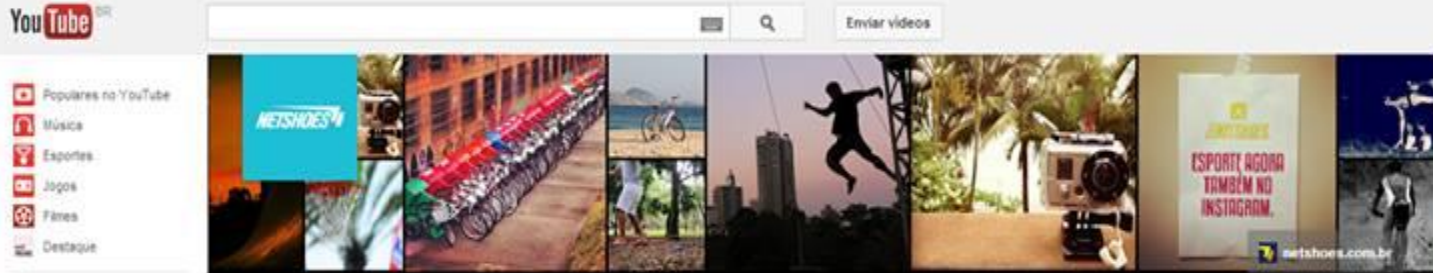 YouTube BR
Enviar vídeos
Populares no YouTube
Música
Esportes
Jogos
Filmes
Destaque
NETSHOES
ESPORTE AGORA
TAMBÉM NO
INSTAGRAM.
netshoes.com.br